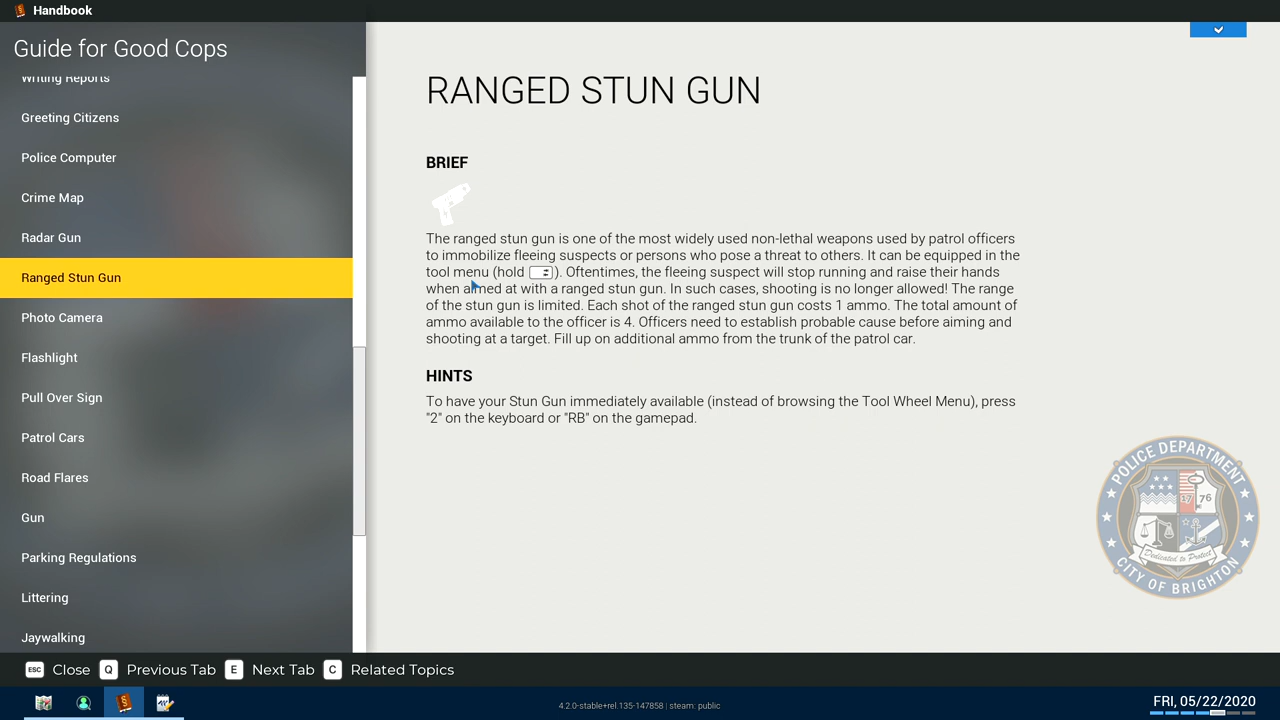 Handbook
Guide for Good Cops
Writing Reports
Greeting Citizens
Police Computer
Crime Map
Radar Gun
Ranged Stun Gun
Photo Camera
Flashlight
Pull Over Sign
Patrol Cars
Road Flares
Gun
Parking Regulations
Littering
Jaywalking
RANGED STUN GUN
BRIEF
The ranged stun gun is one of the most widely used non-lethal weapons used by patrol officers
to immobilize fleeing suspects or persons who pose a threat to others. It can be equipped in the
tool menu (hold ). Oftentimes, the fleeing suspect will stop running and raise their hands
when aimed at with a ranged stun gun. In such cases, shooting is no longer allowed! The range
of the stun gun is limited. Each shot of the ranged stun gun costs 1 ammo. The total amount of
ammo available to the officer is 4. Officers need to establish probable cause before aiming and
shooting at a target. Fill up on additional ammo from the trunk of the patrol car.
HINTS
To have your Stun Gun immediately available (instead of browsing the Tool Wheel Menu), press
"2" on the keyboard or "RB" on the gamepad.
POLICE DEPARTMENT
17 76
Dedicated to Protect
CITY OF BRIGHTON
ESC Close Q Previous Tab E Next Tab C Related Topics
4.2.0-stable+rel.135-147858 | steam: public
FRI, 05/22/2020